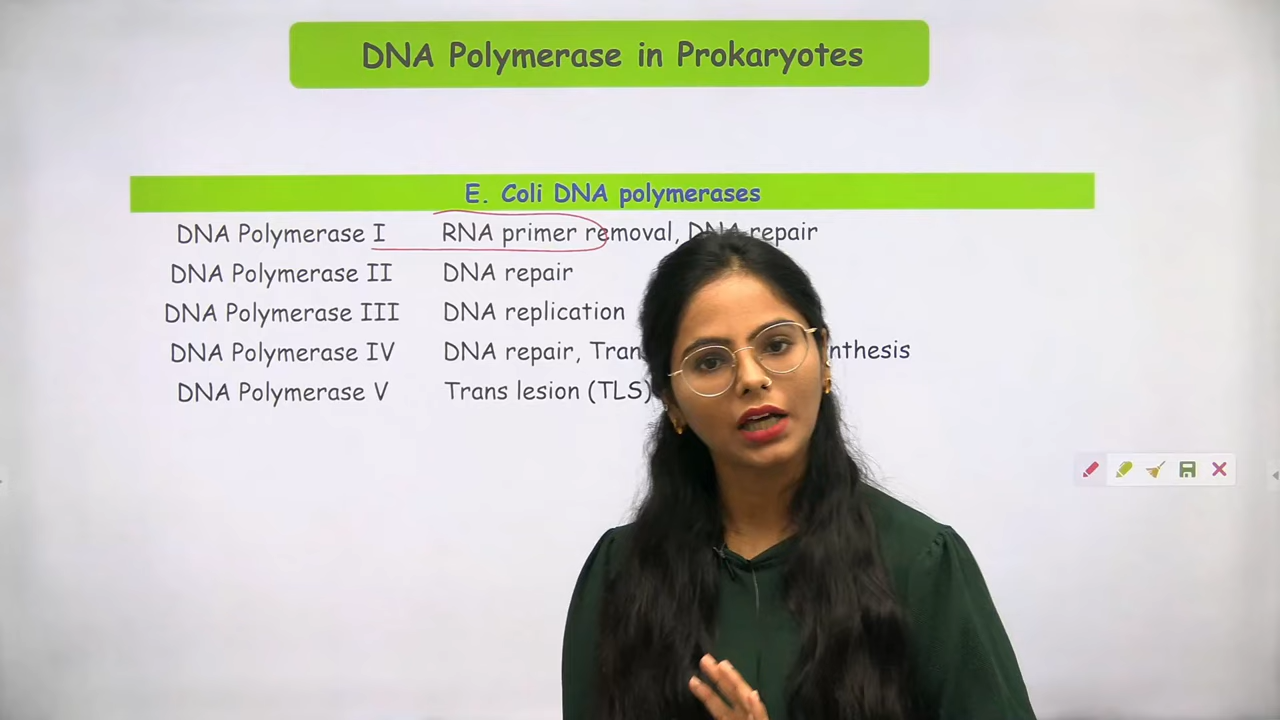 DNA Polymerase in Prokaryotes
E. Coli DNA polymerases
DNA Polymerase I RNA primer removal, DNA repair
DNA Polymerase II DNA repair
DNA Polymerase III DNA replication
DNA Polymerase IV DNA repair,
DNA Polymerase V Trans lesion (TLS)